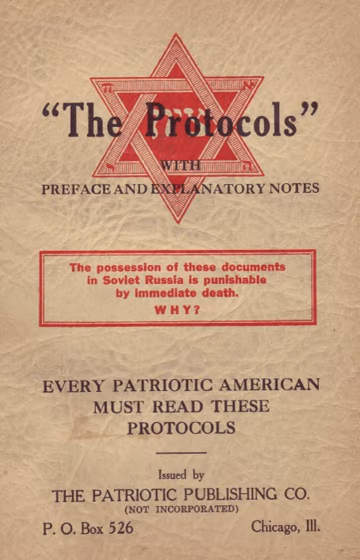 "The Protocols"
WITH
PREFACE AND EXPLANATORY NOTES
The possession of these documents
in Soviet Russia is punishable
by immediate death.
WHY?
EVERY PATRIOTIC AMERICAN
MUST READ THESE
PROTOCOLS
Issued by
THE PATRIOTIC PUBLISHING CO.
(NOT INCORPORATED)
P. O. Box 526 Chicago, Ill.